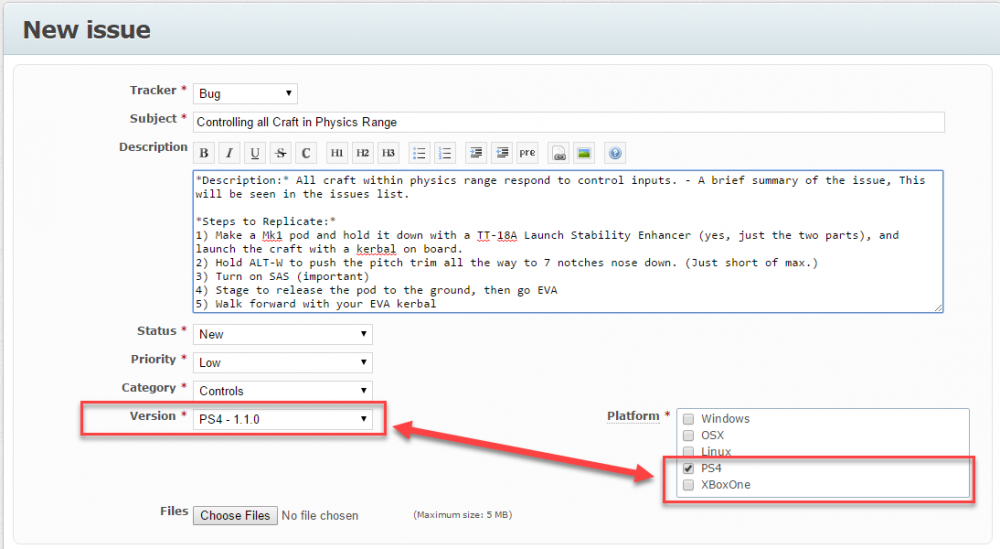 New issue
Tracker * Bug
Subject * Controlling all Craft in Physics Range
Description B I U S C H1 H2 H3 pre
*Description:* All craft within physics range respond to control inputs. - A brief summary of the issue, This
will be seen in the issues list.
*Steps to Replicate:*
1) Make a Mk1 pod and hold it down with a TT-18A Launch Stability Enhancer (yes, just the two parts), and
launch the craft with a kerbal on board.
2) Hold ALT-W to push the pitch trim all the way to 7 notches nose down. (Just short of max.)
3) Turn on SAS (important)
4) Stage to release the pod to the ground, then go EVA
5) Walk forward with your EVA kerbal
Status * New
Priority * Low
Category * Controls
Version * PS4 - 1.1.0
Platform * Windows
OSX
Linux
PS4
XBoxOne
Files Choose Files No file chosen (Maximum size: 5 MB)